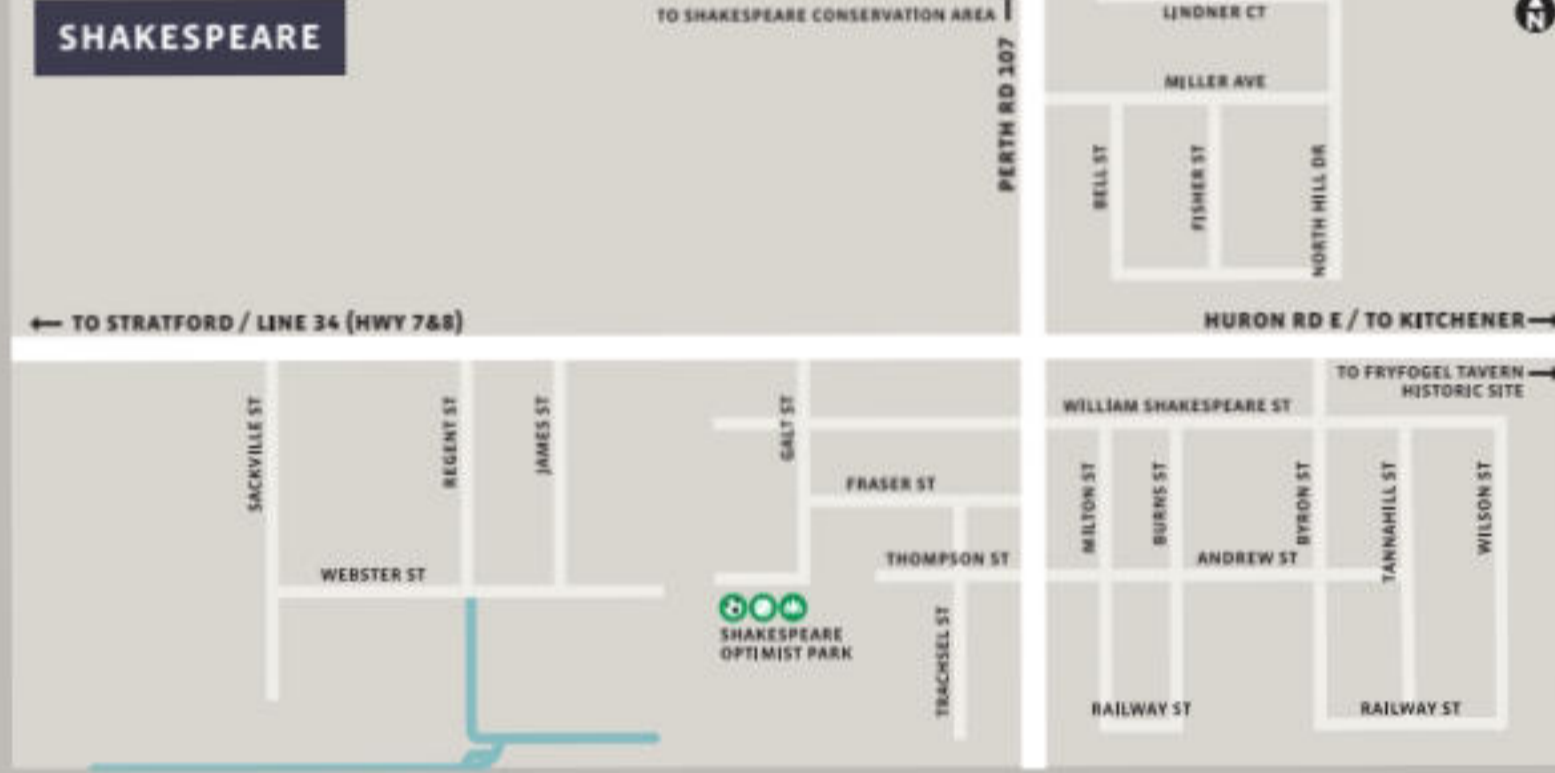 SHAKESPEARE
TO SHAKESPEARE CONSERVATION AREA
LINDNER CT
N
PERTH RD 107
MILLER AVE
BELL ST
FISHER ST
NORTH HILL DR
← TO STRATFORD / LINE 34 (HWY 7&8)
HURON RD E / TO KITCHENER→
TO FRYFOGEL TAVERN→
HISTORIC SITE
SACKVILLE ST
REGENT ST
JAMES ST
GALT ST
WILLIAM SHAKESPEARE ST
FRASER ST
MILTON ST
BURNS ST
BYRON ST
TANNAHILL ST
WILSON ST
THOMPSON ST
ANDREW ST
WEBSTER ST
SHAKESPEARE
OPTIMIST PARK
TRACHSEL ST
RAILWAY ST
RAILWAY ST